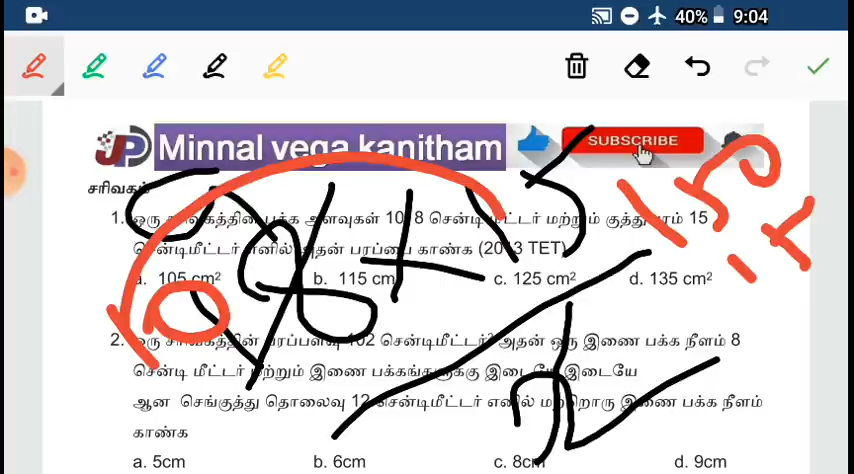 40% 9:04
Minnal vega kanitham SUBSCRIBE
சரிவகம்
1. ஒரு சரிவகத்தின் பக்க அளவுகள் 10, 8 சென்டிமீட்டர் மற்றும் குத்துயரம் 15
சென்டிமீட்டர் எனில் அதன் பரப்பை காண்க (2013 TET)
a. 105 cm² b. 115 cm c. 125 cm² d. 135 cm²
2. ஒரு சரிவகத்தின் பரப்பளவு 102 சென்டிமீட்டர்² அதன் ஒரு இணை பக்க நீளம் 8
சென்டி மீட்டர் மற்றும் இணை பக்கங்களுக்கு இடையே இடையே
ஆன செங்குத்து தொலைவு 12 சென்டிமீட்டர் எனில் மற்றொரு இணை பக்க நீளம்
காண்க
a. 5cm b. 6cm c. 8cm d. 9cm